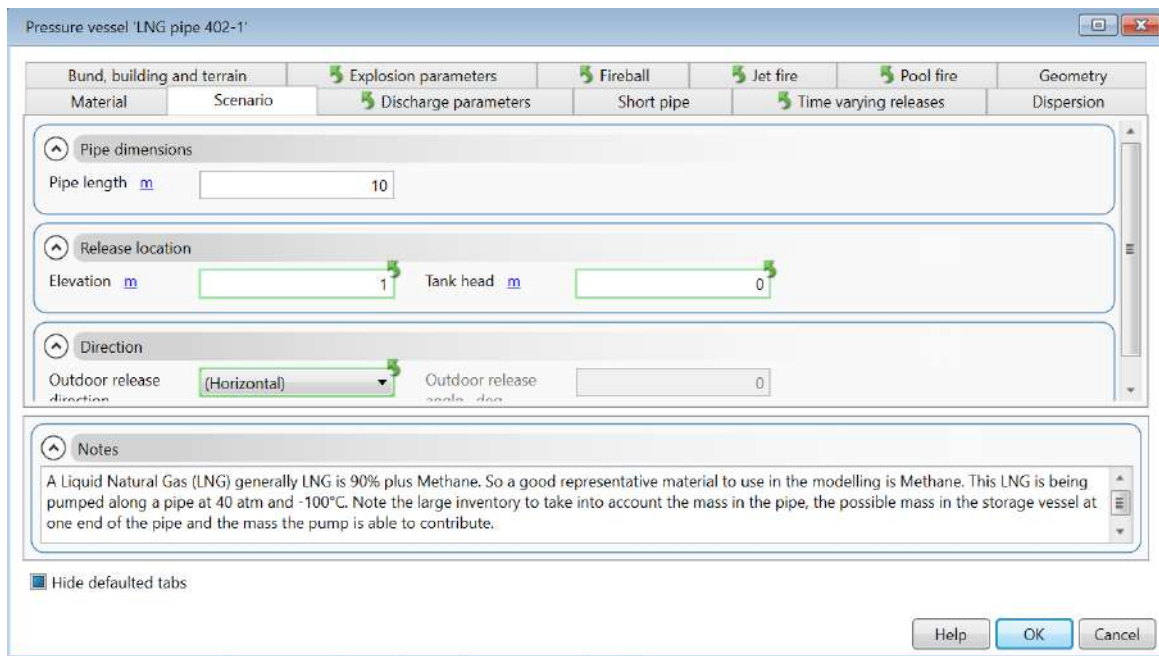 Pressure vessel 'LNG pipe 402-1'
Bund, building and terrain Explosion parameters Fireball Jet fire Pool fire Geometry
Material Scenario Discharge parameters Short pipe Time varying releases Dispersion
Pipe dimensions
Pipe length m 10
Release location
Elevation m 1 Tank head m 0
Direction
Outdoor release (Horizontal) Outdoor release 0
direction angle deg
Notes
A Liquid Natural Gas (LNG) generally LNG is 90% plus Methane. So a good representative material to use in the modelling is Methane. This LNG is being
pumped along a pipe at 40 atm and -100°C. Note the large inventory to take into account the mass in the pipe, the possible mass in the storage vessel at
one end of the pipe and the mass the pump is able to contribute.
Hide defaulted tabs
Help OK Cancel